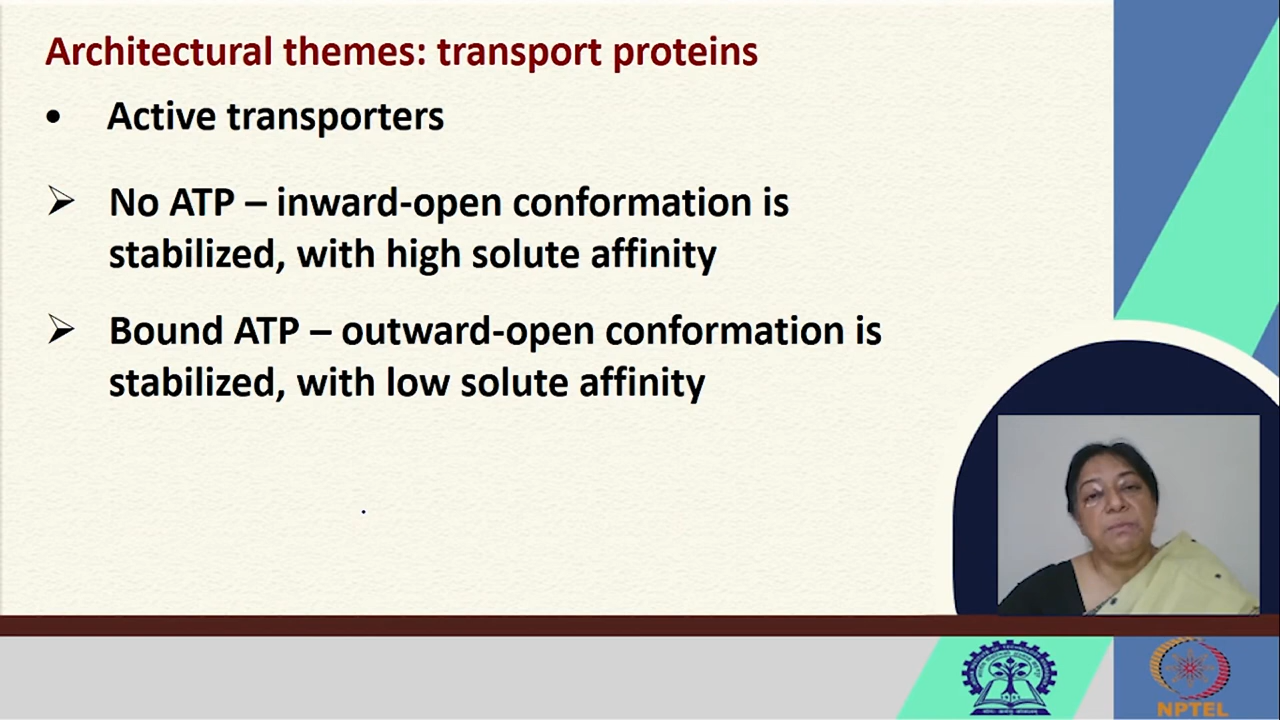 Architectural themes: transport proteins
• Active transporters
➢ No ATP – inward-open conformation is
stabilized, with high solute affinity
➢ Bound ATP – outward-open conformation is
stabilized, with low solute affinity
NPTEL